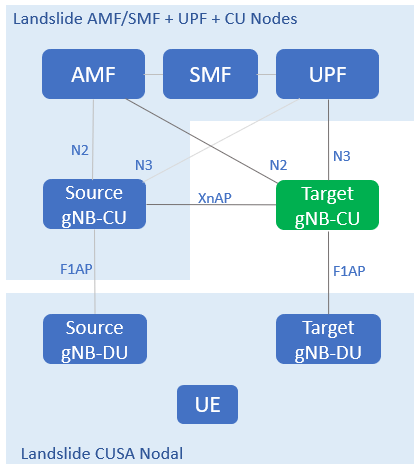 Landslide AMF/SMF + UPF + CU Nodes
AMF
SMF
UPF
N2
N3
N2
N3
Source
gNB-CU
XnAP
Target
gNB-CU
F1AP
F1AP
Source
gNB-DU
Target
gNB-DU
UE
Landslide CUSA Nodal